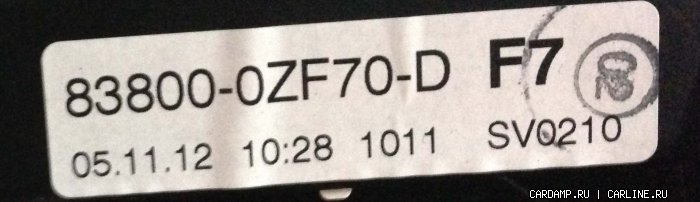 83800-0ZF70-D F7
05.11.12 10:28 1011 SV0210
CARDAMP.RU | CARLINE.RU